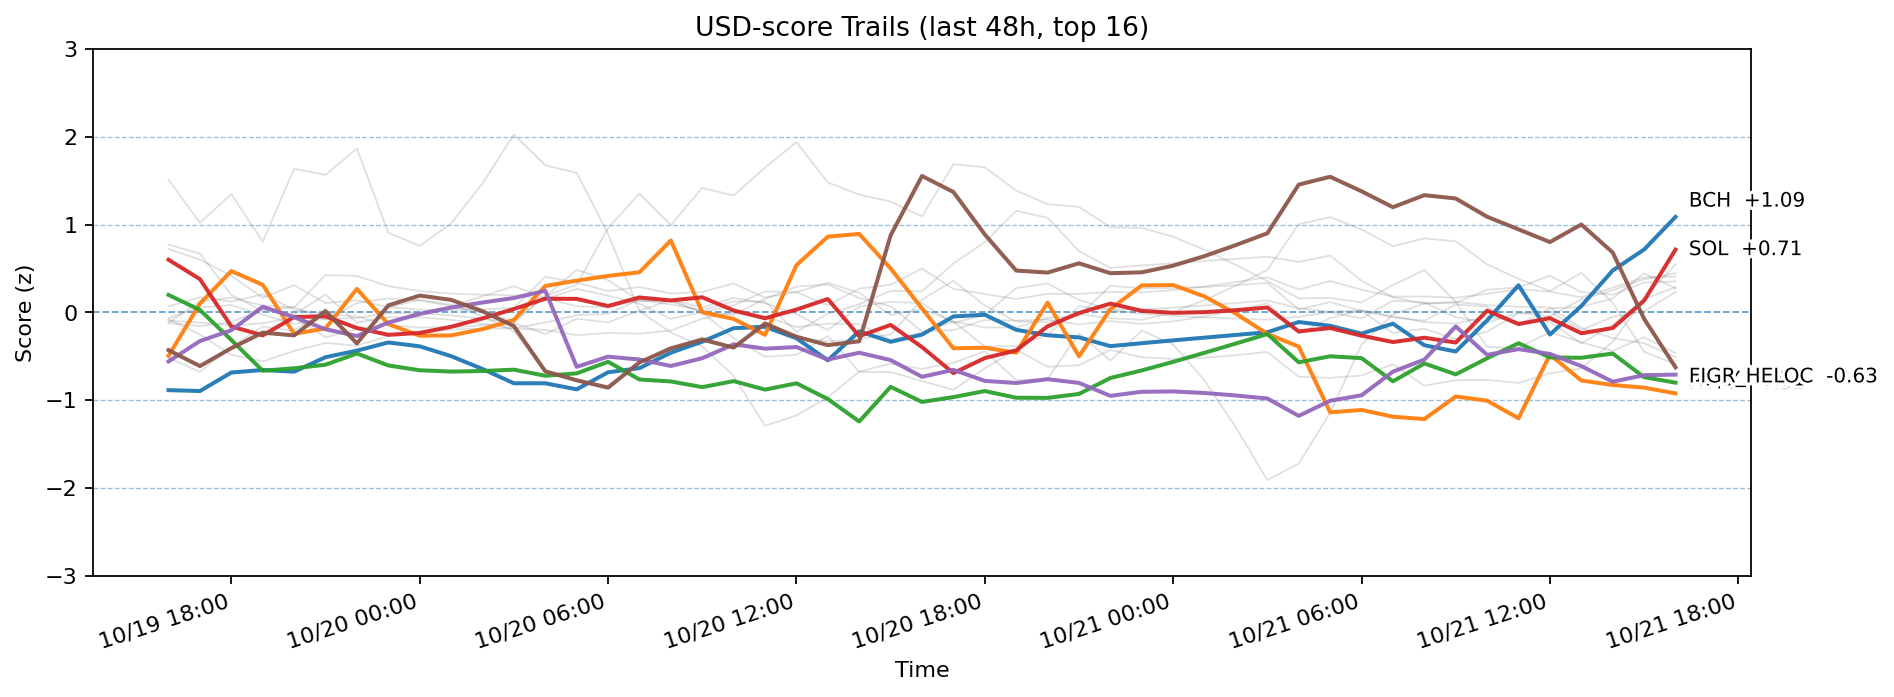 USD-score Trails (last 48h, top 16)
Score (z)
3
2
1
0
−1
−2
−3
BCH +1.09
SOL +0.71
FIGR_HELOC -0.63
10/19 18:00
10/20 00:00
10/20 06:00
10/20 12:00
10/20 18:00
10/21 00:00
10/21 06:00
10/21 12:00
10/21 18:00
Time